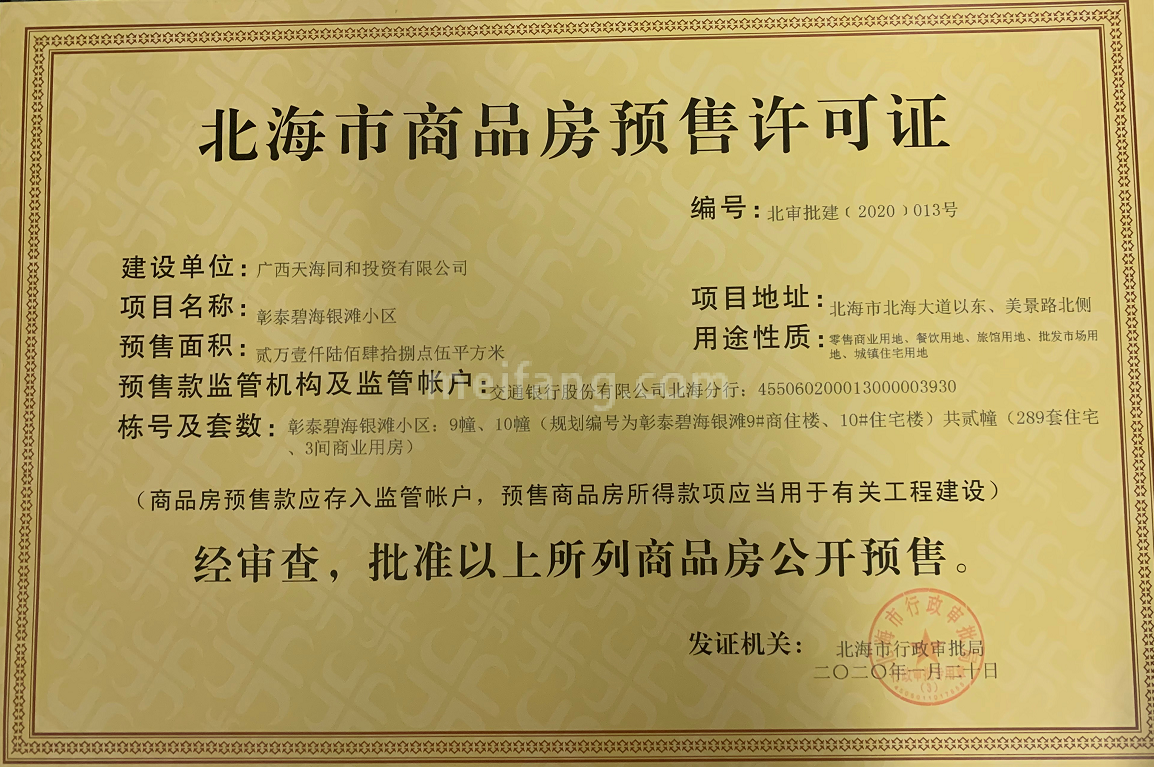 北海市商品房预售许可证
编号：北审批建﹝2020﹞013号
建设单位：广西天海同和投资有限公司
项目名称：彰泰碧海银滩小区
项目地址：北海市北海大道以东、美景路北侧
预售面积：贰万壹仟陆佰肆拾捌点伍平方米
用途性质：零售商业用地、餐饮用地、旅馆用地、批发市场用
地、城镇住宅用地
预售款监管机构及监管帐户：交通银行股份有限公司北海分行：455060200013000003930
meifang.com
栋号及套数：彰泰碧海银滩小区：9幢、10幢（规划编号为彰泰碧海银滩9#商住楼、10#住宅楼）共贰幢（289套住宅
、3间商业用房）
（商品房预售款应存入监管帐户，预售商品房所得款项应当用于有关工程建设）
经审查，批准以上所列商品房公开预售。
发证机关：北海市行政审批局
二〇二〇年一月二十日
海市行政审批
（3）